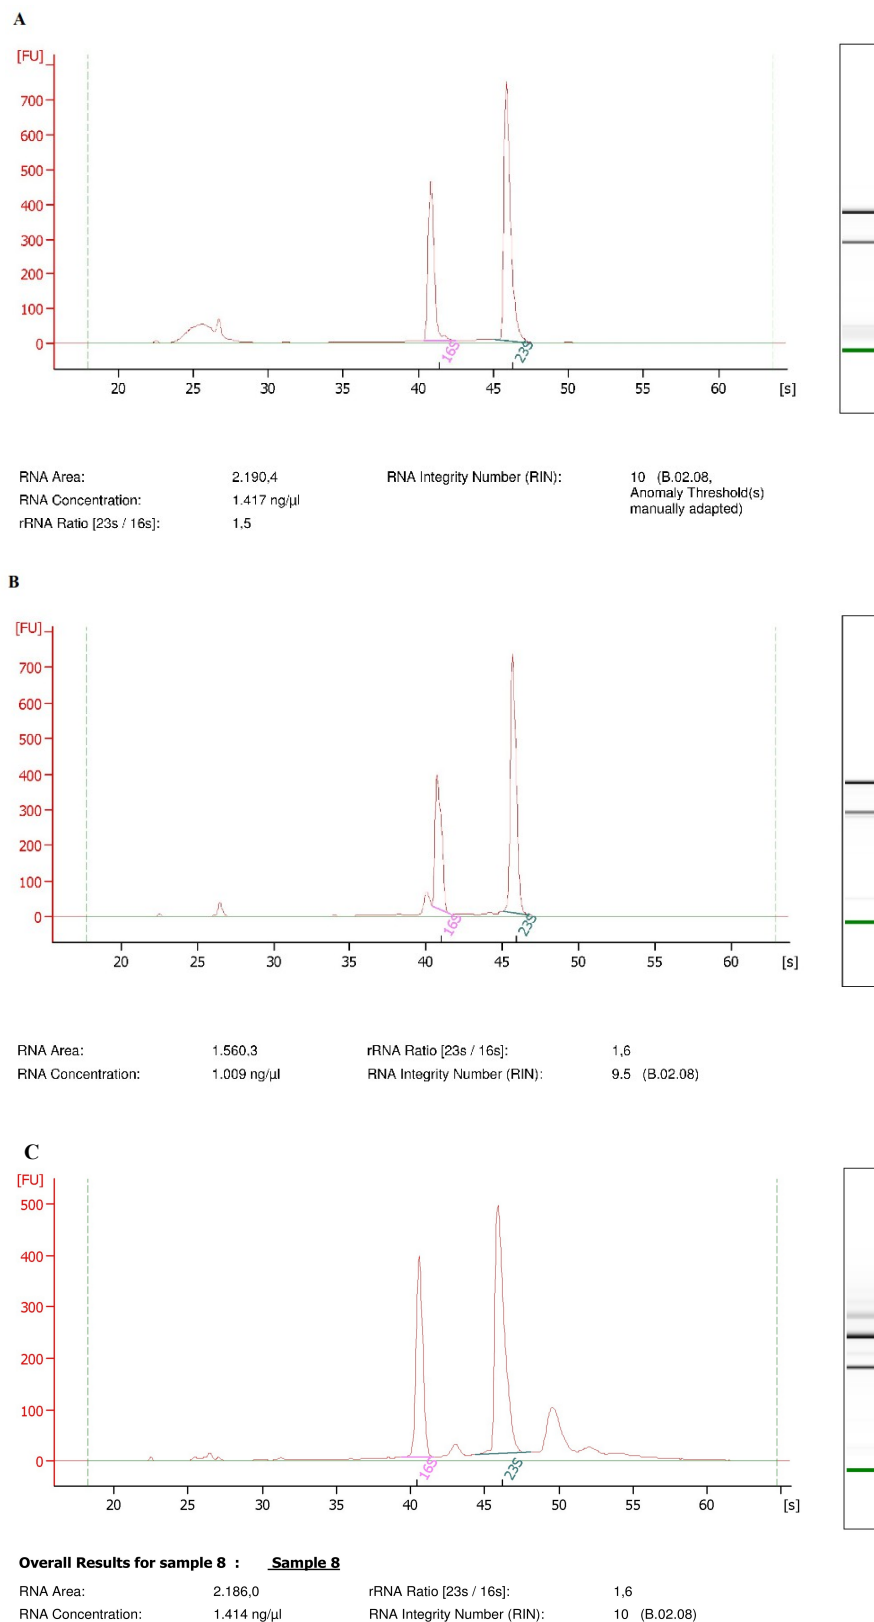 A
[FU]
700
600
500
400
300
200
100
0
16S
23S
20 25 30 35 40 45 50 55 60 [s]
RNA Area: 2.190,4 RNA Integrity Number (RIN): 10 (B.02.08,
Anomaly Threshold(s)
manually adapted)
RNA Concentration: 1.417 ng/µl
rRNA Ratio [23s / 16s]: 1,5
B
[FU]
700
600
500
400
300
200
100
0
16S
23S
20 25 30 35 40 45 50 55 60 [s]
RNA Area: 1.560,3 rRNA Ratio [23s / 16s]: 1,6
RNA Concentration: 1.009 ng/µl RNA Integrity Number (RIN): 9.5 (B.02.08)
C
[FU]
500
400
300
200
100
0
16S
23S
20 25 30 35 40 45 50 55 60 [s]
Overall Results for sample 8 : Sample 8
RNA Area: 2.186,0 rRNA Ratio [23s / 16s]: 1,6
RNA Concentration: 1.414 ng/µl RNA Integrity Number (RIN): 10 (B.02.08)